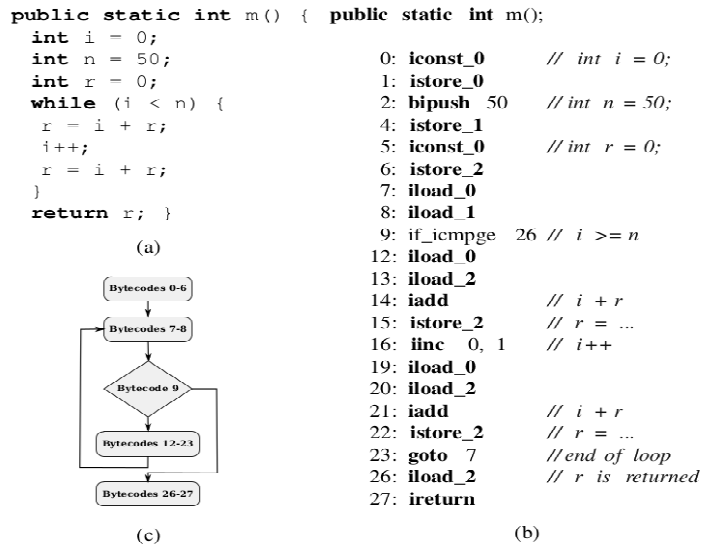 public static int m() {
int i = 0;
int n = 50;
int r = 0;
while (i < n) {
r = i + r;
i++;
r = i + r;
}
return r; }
(a)
public static int m();
0: iconst_0 // int i = 0;
1: istore_0
2: bipush 50 // int n = 50;
4: istore_1
5: iconst_0 // int r = 0;
6: istore_2
7: iload_0
8: iload_1
9: if_icmpge 26 // i >= n
12: iload_0
13: iload_2
14: iadd // i + r
15: istore_2 // r = ...
16: iinc 0, 1 // i++
19: iload_0
20: iload_2
21: iadd // i + r
22: istore_2 // r = ...
23: goto 7 // end of loop
26: iload_2 // r is returned
27: ireturn
(b)
Bytecodes 0-6
Bytecodes 7-8
Bytecode 9
Bytecodes 12-23
Bytecodes 26-27
(c)